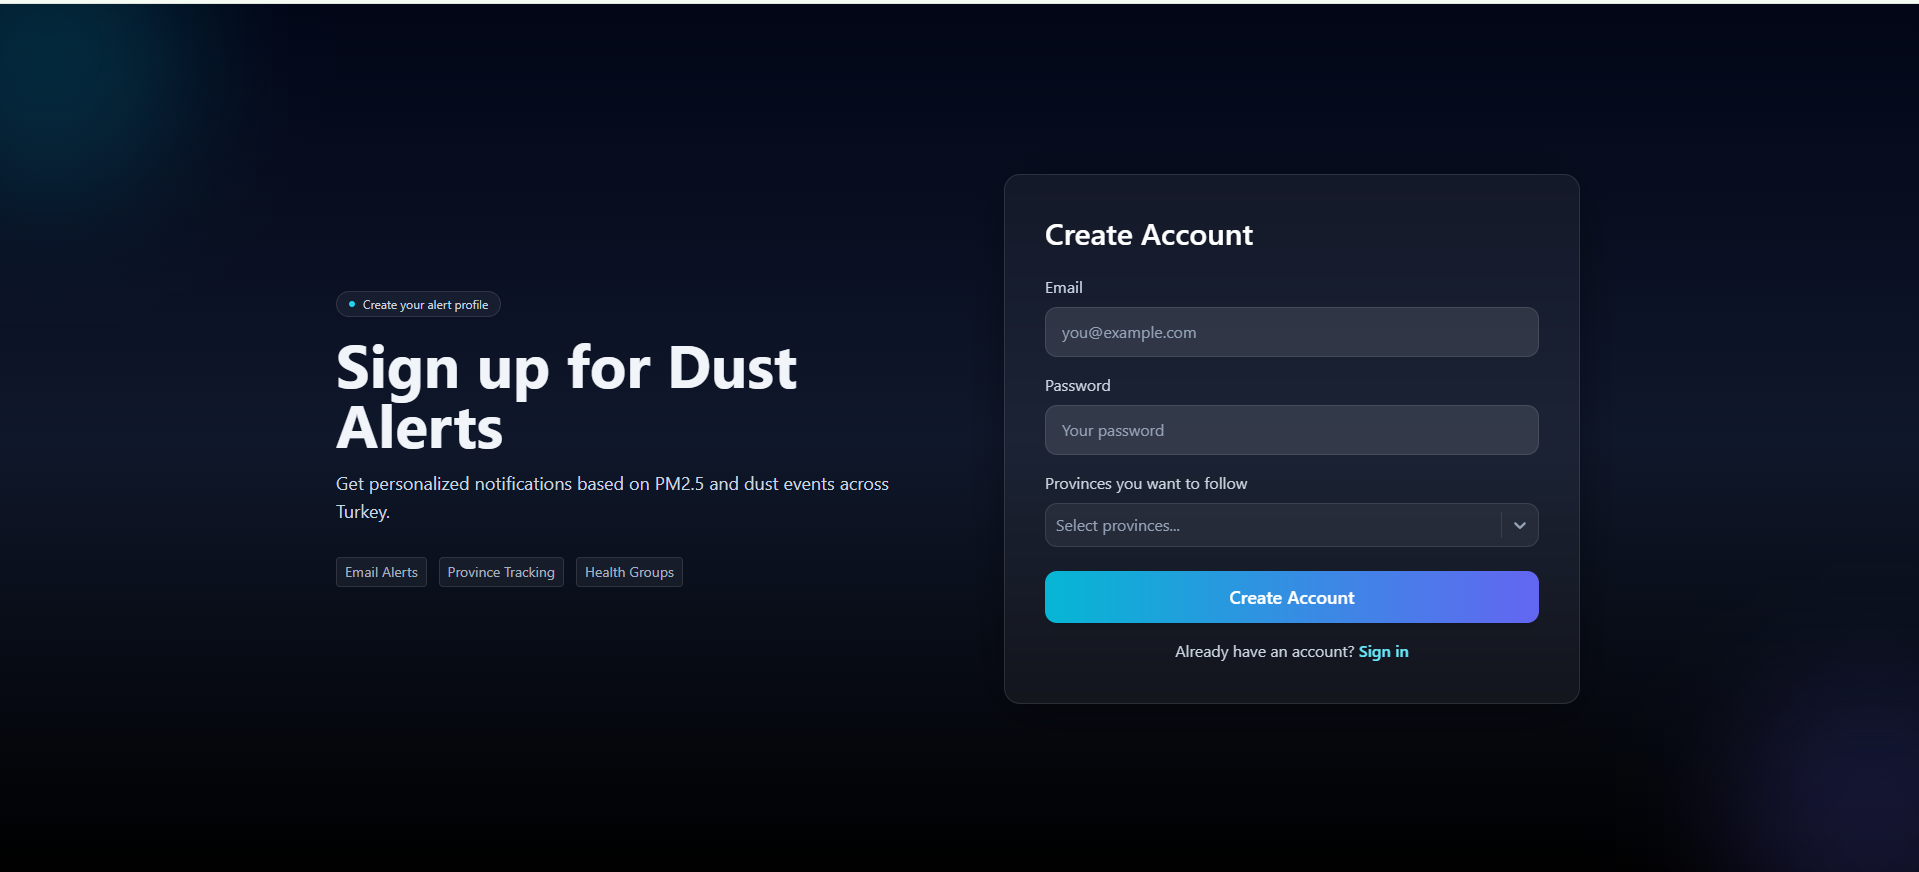 Create your alert profile
Sign up for Dust
Alerts
Get personalized notifications based on PM2.5 and dust events across
Turkey.
Email Alerts
Province Tracking
Health Groups
Create Account
Email
you@example.com
Password
Your password
Provinces you want to follow
Select provinces...
Create Account
Already have an account? Sign in